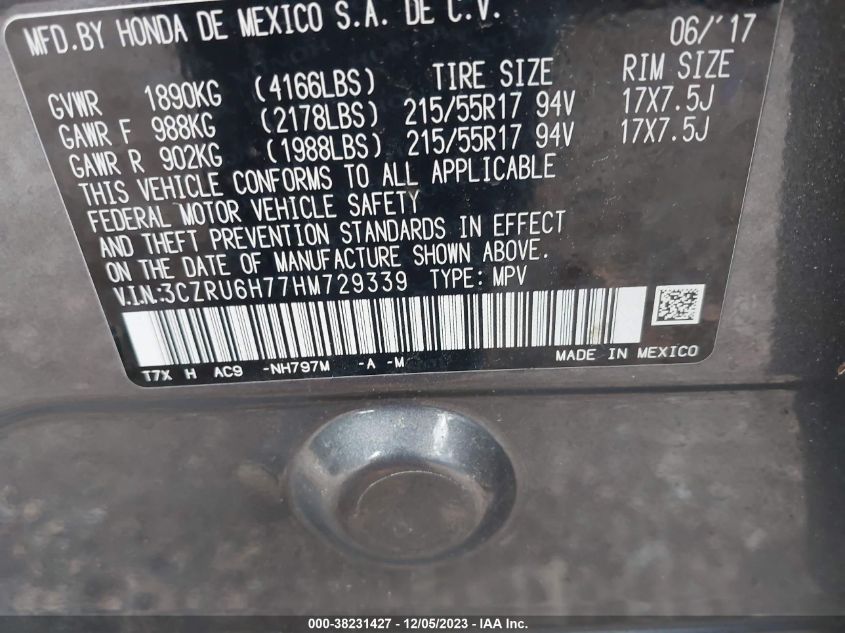 MFD.BY HONDA DE MEXICO S.A. DE C.V. 06/'17
GVWR 1890KG (4166LBS) TIRE SIZE RIM SIZE
GAWR F 988KG (2178LBS) 215/55R17 94V 17X7.5J
GAWR R 902KG (1988LBS) 215/55R17 94V 17X7.5J
THIS VEHICLE CONFORMS TO ALL APPLICABLE
FEDERAL MOTOR VEHICLE SAFETY
AND THEFT PREVENTION STANDARDS IN EFFECT
ON THE DATE OF MANUFACTURE SHOWN ABOVE.
V.I.N:3CZRU6H77HM729339 TYPE: MPV
T7X H AC9 -NH797M -A -M MADE IN MEXICO
000-38231427 - 12/05/2023 - IAA Inc.